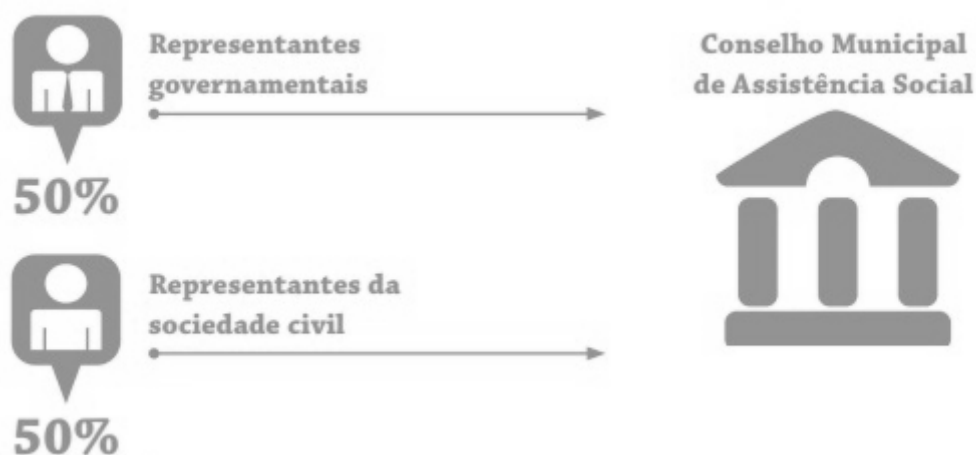 Representantes
governamentais
50%
Representantes da
sociedade civil
50%
Conselho Municipal
de Assistência Social